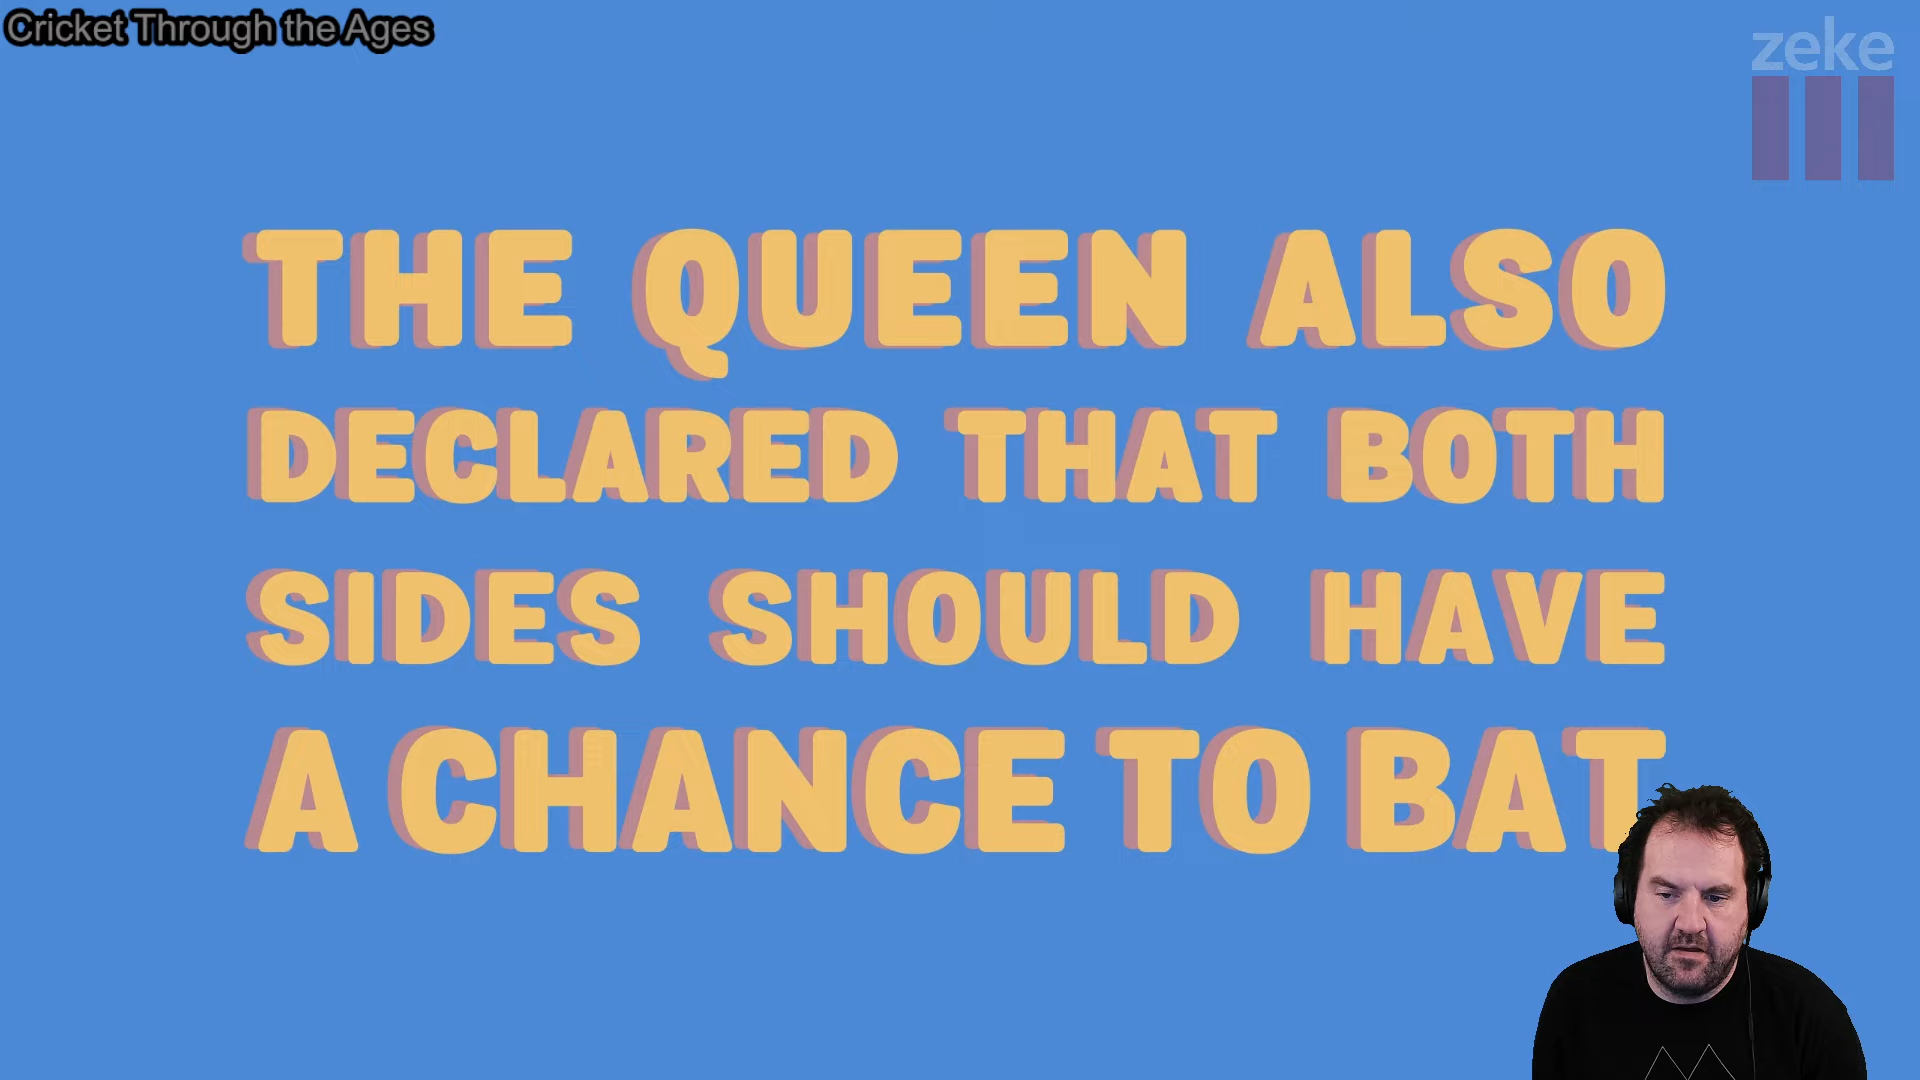 Cricket Through the Ages
zeke
THE QUEEN ALSO
DECLARED THAT BOTH
SIDES SHOULD HAVE
A CHANCE TO BAT